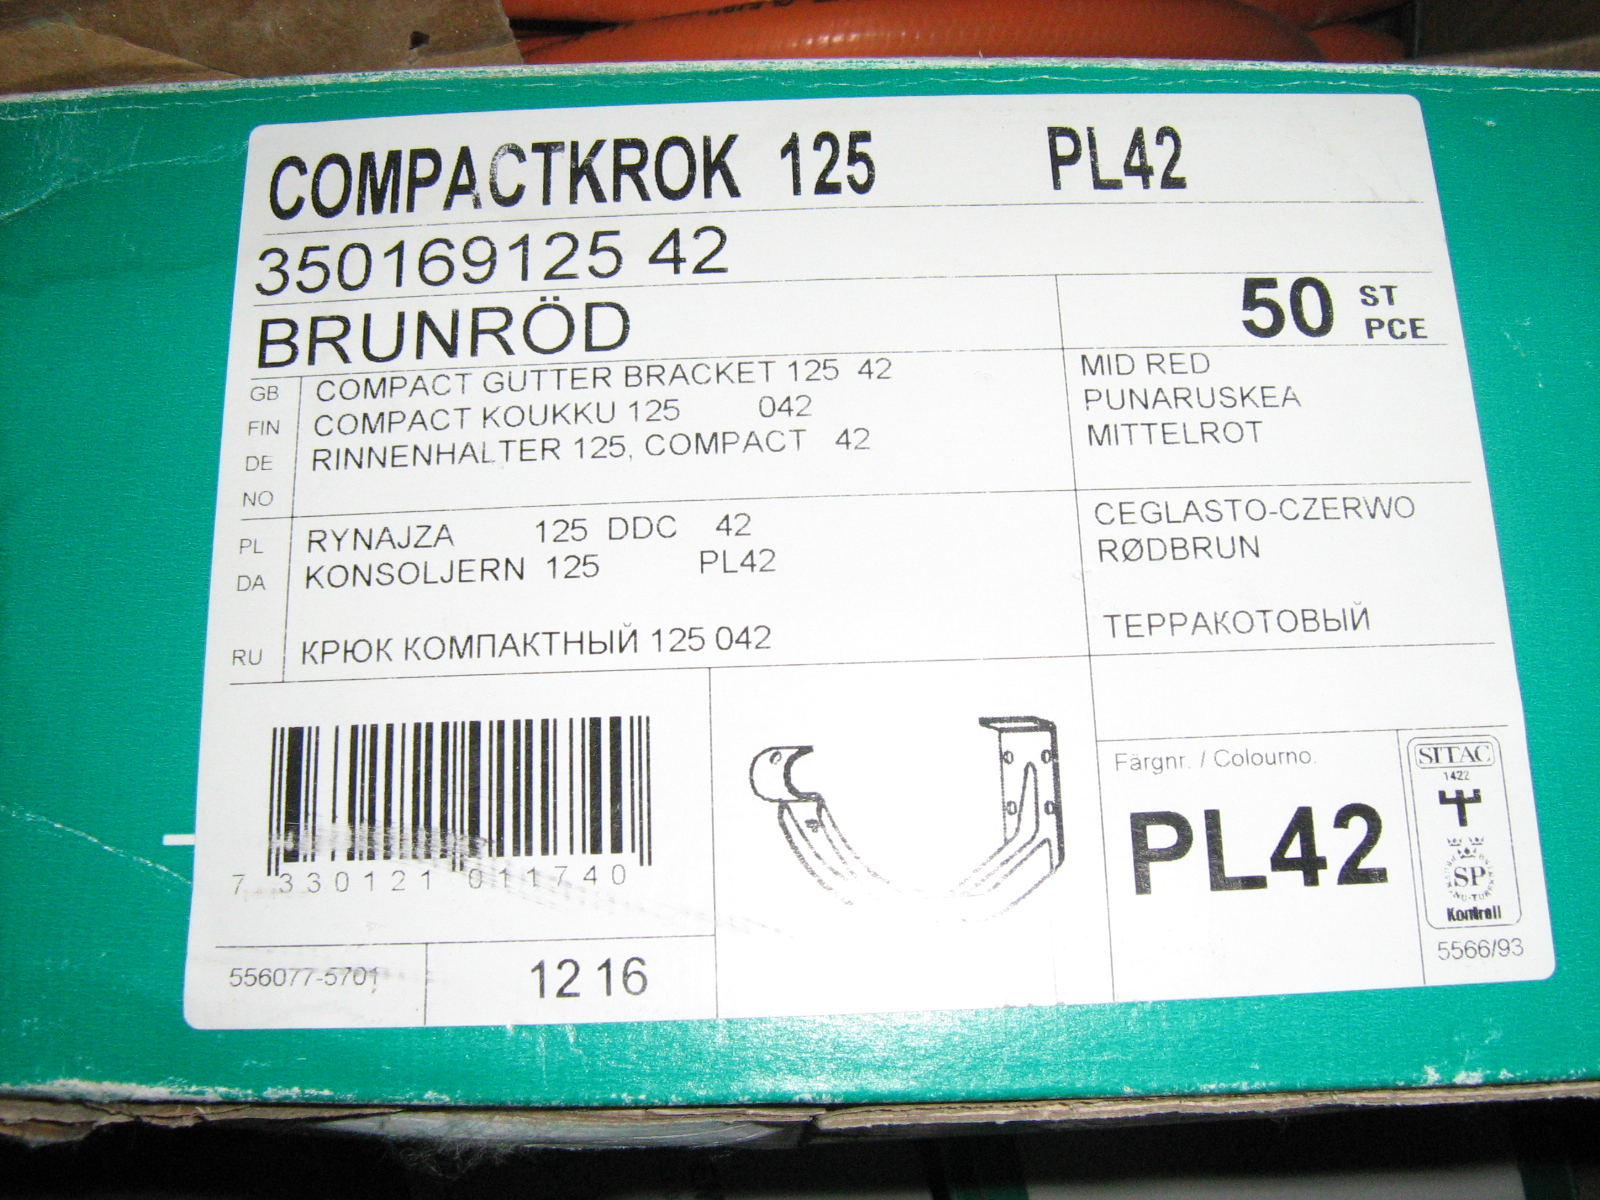 COMPACTKROK 125 PL42
350169125 42
BRUNRÖD
50 ST PCE
GB COMPACT GUTTER BRACKET 125 42 MID RED
FIN COMPACT KOUKKU 125 042 PUNARUSKEA
DE RINNENHALTER 125, COMPACT 42 MITTELROT
NO
PL RYNAJZA 125 DDC 42 CEGLASTO-CZERWO
DA KONSOLJERN 125 PL42 RØDBRUN
RU КРЮК КОМПАКТНЫЙ 125 042 ТЕРРАКОТОВЫЙ
7 330121 011740
556077-5701
12 16
Färgnr. / Colourno.
PL42
SITAC
1422
SP
Kontroll
5566/93